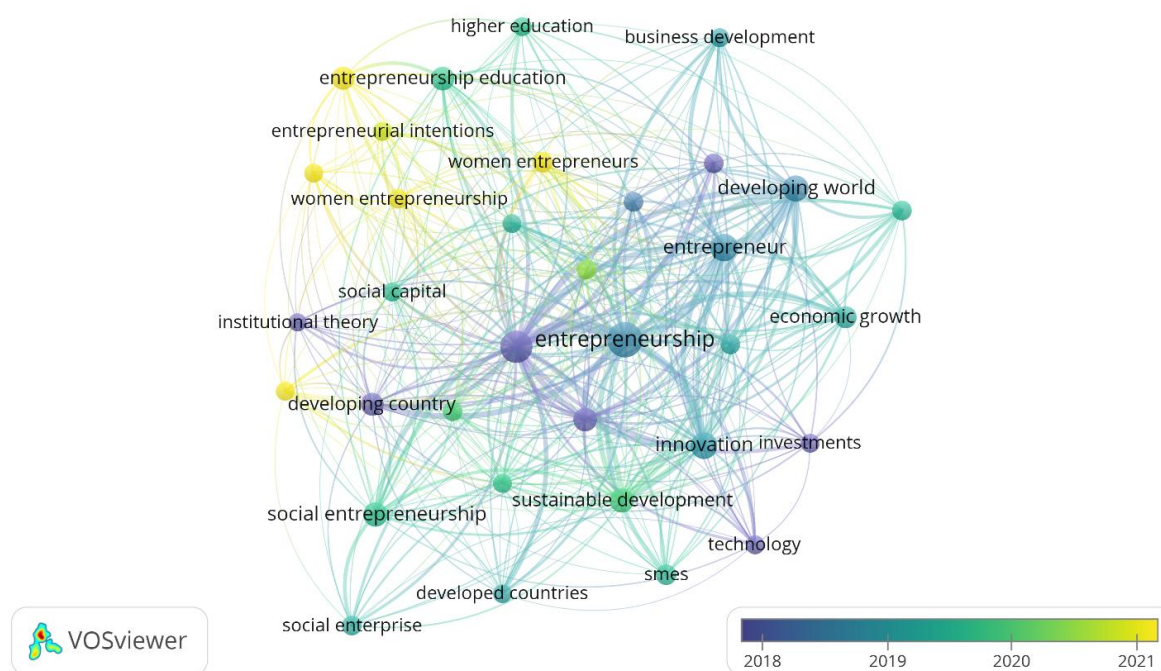 higher education
business development
entrepreneurship education
entrepreneurial intentions
women entrepreneurs
developing world
women entrepreneurship
entrepreneur
social capital
institutional theory
economic growth
entrepreneurship
developing country
innovation
investments
sustainable development
social entrepreneurship
technology
smes
developed countries
social enterprise
VOSviewer
2018
2019
2020
2021